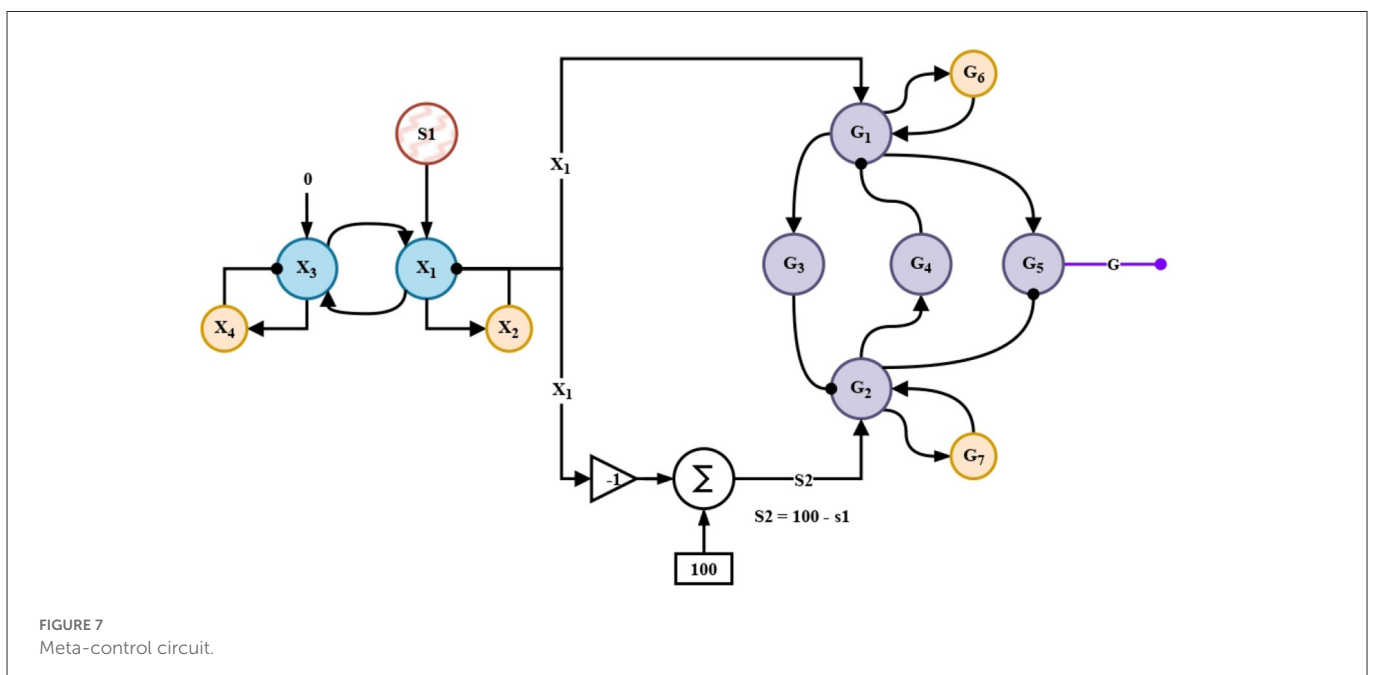 G6
S1
G1
X1
0
X3
X1
G3
G4
G5
G
X4
X2
X1
G2
-1
Σ
S2
G7
S2 = 100 - s1
100
FIGURE 7
Meta-control circuit.